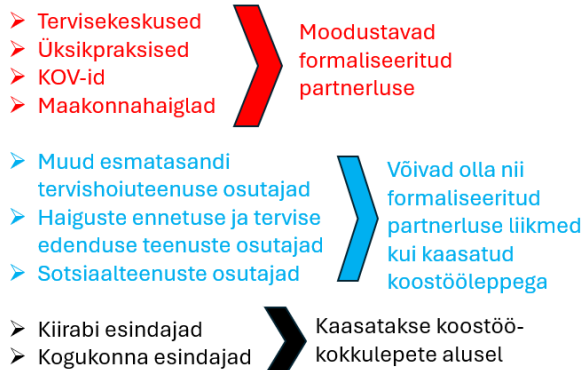 ➢ Tervisekeskused
➢ Üksikpraksised
➢ KOV-id
➢ Maakonnahaiglad
Moodustavad
formaliseeritud
partnerluse
➢ Muud esmatasandi
tervishoiuteenuse osutajad
➢ Haiguste ennetuse ja tervise
edenduse teenuste osutajad
➢ Sotsiaalteenuste osutajad
Võivad olla nii
formaliseeritud
partnerluse liikmed
kui kaasatud
koostööleppega
➢ Kiirabi esindajad
➢ Kogukonna esindajad
Kaasatakse koostöö-
kokkulepete alusel